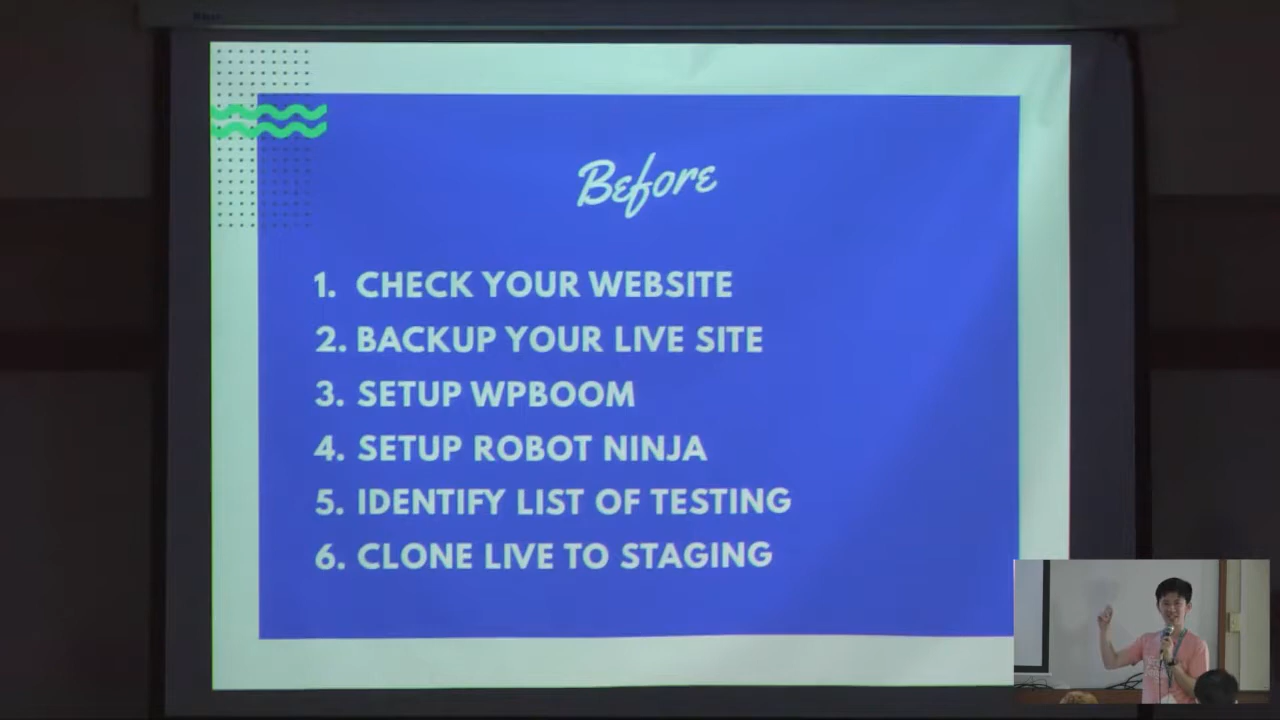 Before
1. CHECK YOUR WEBSITE
2. BACKUP YOUR LIVE SITE
3. SETUP WPBOOM
4. SETUP ROBOT NINJA
5. IDENTIFY LIST OF TESTING
6. CLONE LIVE TO STAGING